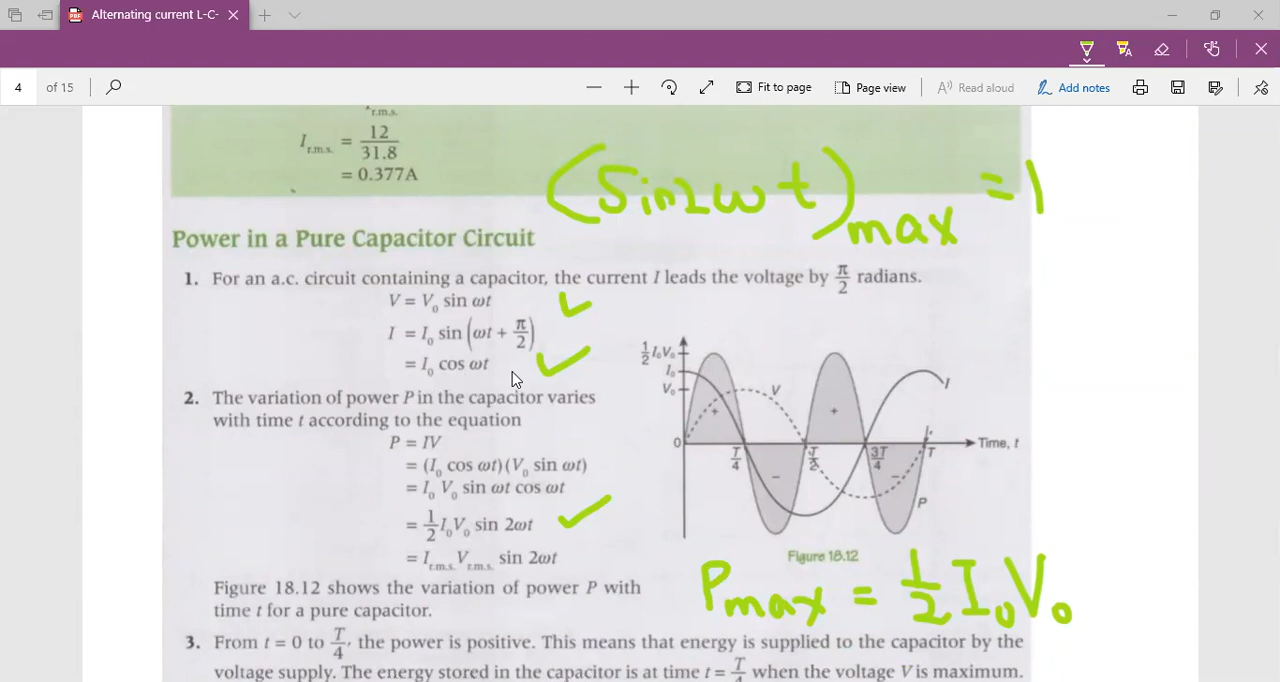 Alternating current L-C-
4 of 15
Fit to page
Page view
Read aloud
Add notes
r.m.s.
I r.m.s. = 12/31.8
= 0.377A
(Sin2ωt)max = 1
Power in a Pure Capacitor Circuit
1. For an a.c. circuit containing a capacitor, the current I leads the voltage by π/2 radians.
V = V₀ sin ωt
I = I₀ sin (ωt + π/2)
= I₀ cos ωt
2. The variation of power P in the capacitor varies
with time t according to the equation
P = IV
= (I₀ cos ωt)(V₀ sin ωt)
= I₀ V₀ sin ωt cos ωt
= 1/2 I₀V₀ sin 2ωt
= I r.m.s. V r.m.s. sin 2ωt
Figure 18.12 shows the variation of power P with
time t for a pure capacitor.
1/2 I₀V₀
I₀
V₀
0
V
I
+
+
−
−
T/4
T/2
3T/4
T
Time, t
P
Figure 18.12
Pmax = 1/2 I₀V₀
3. From t = 0 to T/4, the power is positive. This means that energy is supplied to the capacitor by the
voltage supply. The energy stored in the capacitor is at time t = T/4 when the voltage V is maximum.